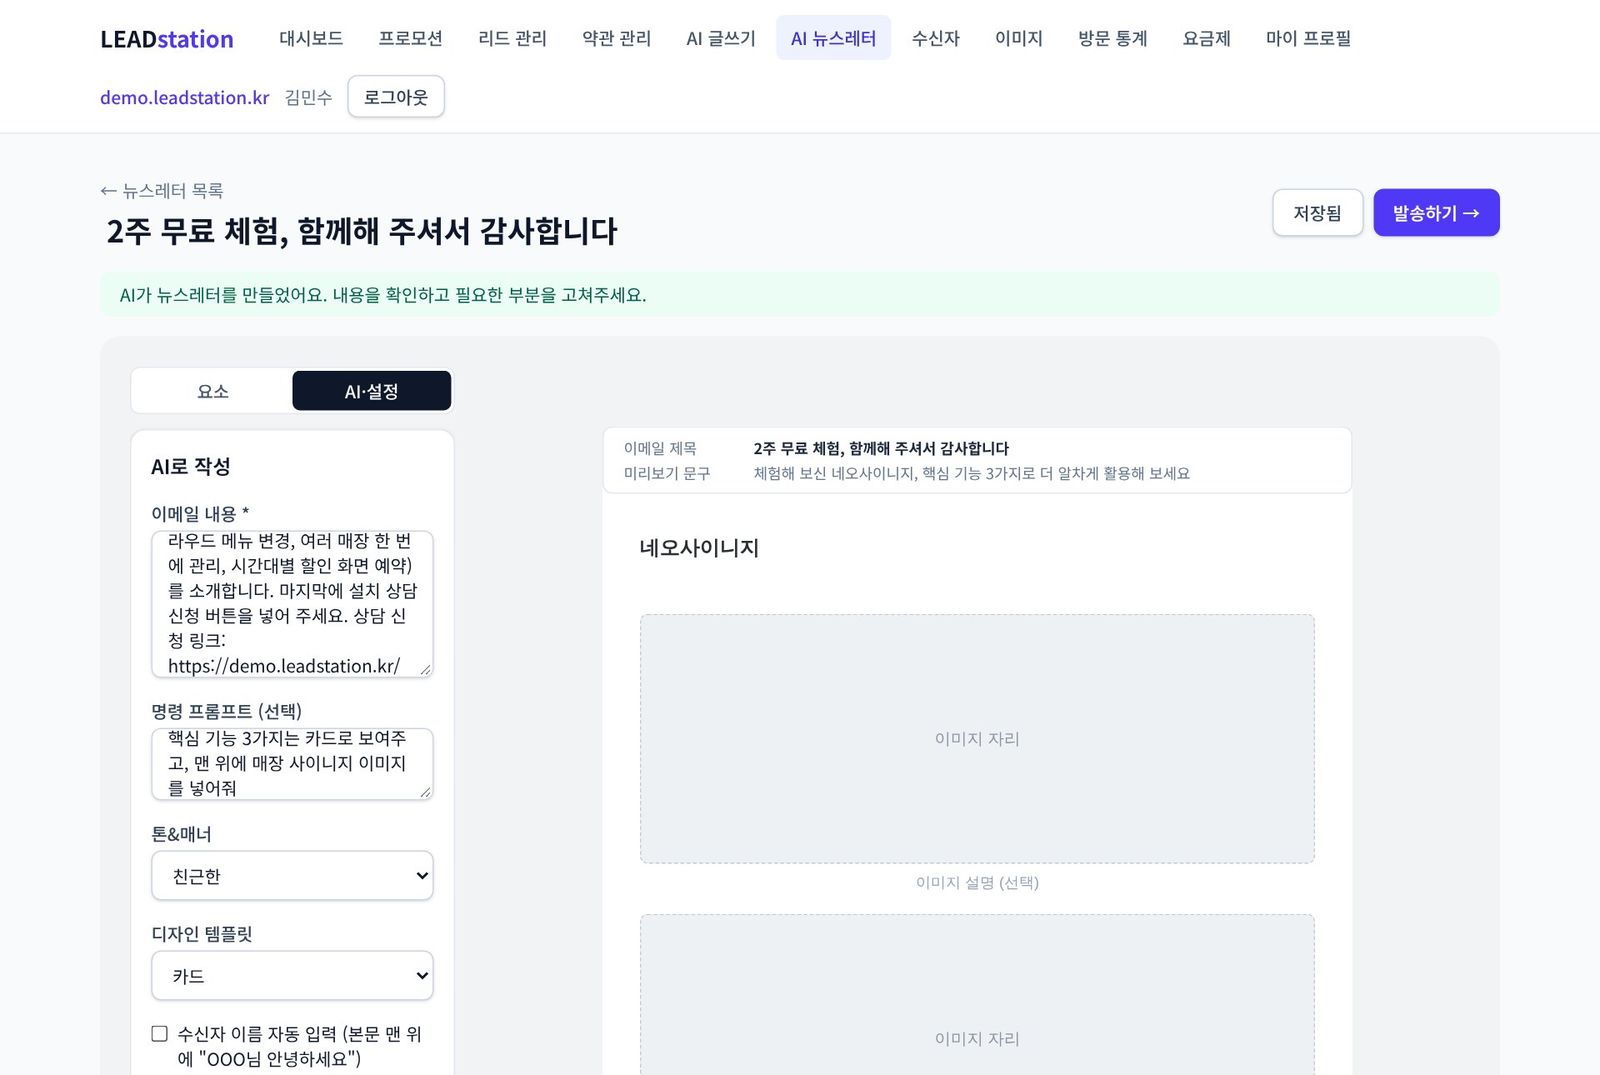 LEADstation 대시보드 프로모션 리드 관리 약관 관리 AI 글쓰기 AI 뉴스레터 수신자 이미지 방문 통계 요금제 마이 프로필
demo.leadstation.kr 김민수 로그아웃
← 뉴스레터 목록
2주 무료 체험, 함께해 주셔서 감사합니다
저장됨 발송하기 →
AI가 뉴스레터를 만들었어요. 내용을 확인하고 필요한 부분을 고쳐주세요.
요소 AI·설정
AI로 작성
이메일 내용 *
라우드 메뉴 변경, 여러 매장 한 번
에 관리, 시간대별 할인 화면 예약)
를 소개합니다. 마지막에 설치 상담
신청 버튼을 넣어 주세요. 상담 신
청 링크:
https://demo.leadstation.kr/
명령 프롬프트 (선택)
핵심 기능 3가지는 카드로 보여주
고, 맨 위에 매장 사이니지 이미지
를 넣어줘
톤&매너
친근한
디자인 템플릿
카드
수신자 이름 자동 입력 (본문 맨 위
에 "OOO님 안녕하세요")
이메일 제목 2주 무료 체험, 함께해 주셔서 감사합니다
미리보기 문구 체험해 보신 네오사이니지, 핵심 기능 3가지로 더 알차게 활용해 보세요
네오사이니지
이미지 자리
이미지 설명 (선택)
이미지 자리